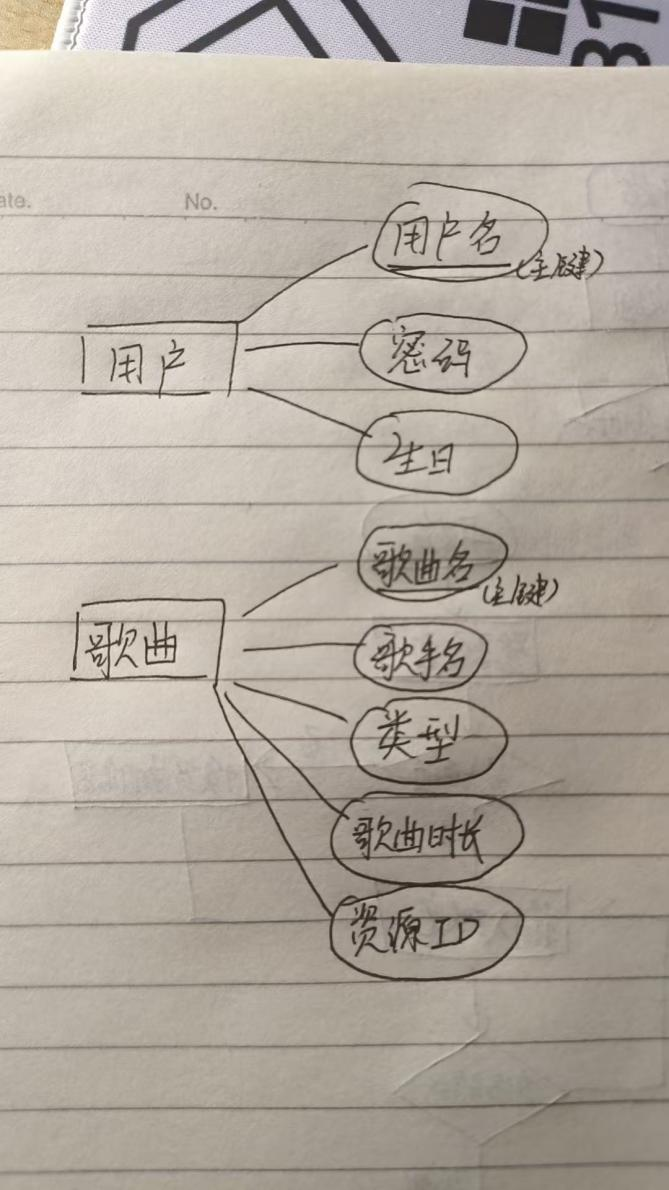 31
ate.
No.
用户名
(主键)
用户
密码
生日
歌曲名
(主键)
歌曲
歌手名
类型
歌曲时长
资源ID